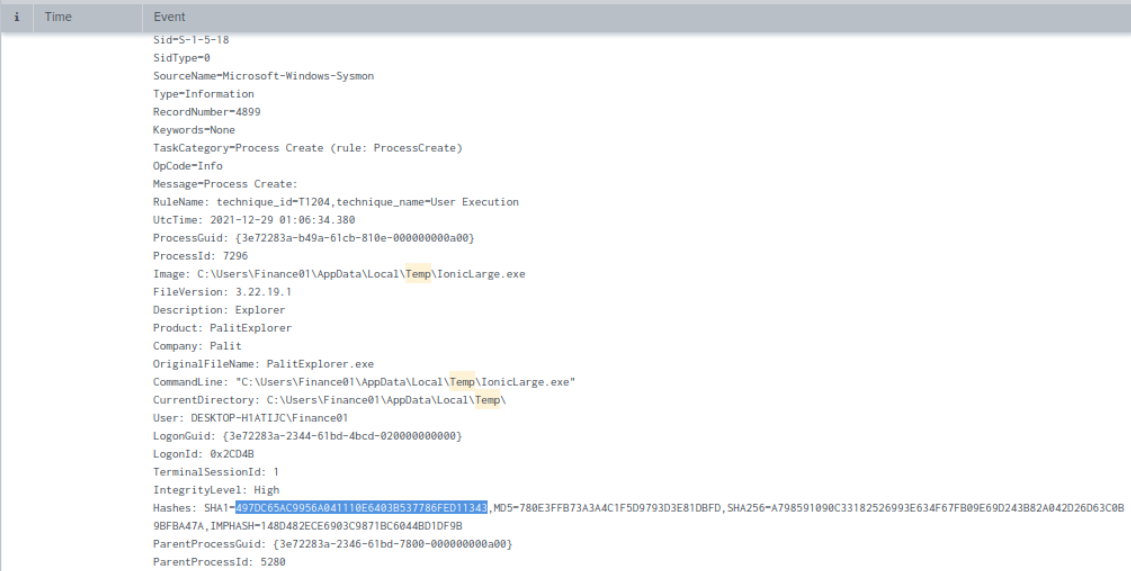 i Time Event
Sid=S-1-5-18
SidType=0
SourceName=Microsoft-Windows-Sysmon
Type=Information
RecordNumber=4899
Keywords=None
TaskCategory=Process Create (rule: ProcessCreate)
OpCode=Info
Message=Process Create:
RuleName: technique_id=T1204,technique_name=User Execution
UtcTime: 2021-12-29 01:06:34.380
ProcessGuid: {3e72283a-b49a-61cb-810e-000000000a00}
ProcessId: 7296
Image: C:\Users\Finance01\AppData\Local\Temp\IonicLarge.exe
FileVersion: 3.22.19.1
Description: Explorer
Product: PalitExplorer
Company: Palit
OriginalFileName: PalitExplorer.exe
CommandLine: "C:\Users\Finance01\AppData\Local\Temp\IonicLarge.exe"
CurrentDirectory: C:\Users\Finance01\AppData\Local\Temp\
User: DESKTOP-H1ATIJC\Finance01
LogonGuid: {3e72283a-2344-61bd-4bcd-020000000000}
LogonId: 0x2CD4B
TerminalSessionId: 1
IntegrityLevel: High
Hashes: SHA1=497DC65AC9956A041110E6403B537786FED11343,MD5=780E3FFB73A3A4C1F5D9793D3E81DBFD,SHA256=A798591090C33182526993E634F67FB09E69D243B82A042D26D63C0B
9BFBA47A,IMPHASH=148D482ECE6903C9871BC6044BD1DF9B
ParentProcessGuid: {3e72283a-2346-61bd-7800-000000000a00}
ParentProcessId: 5280